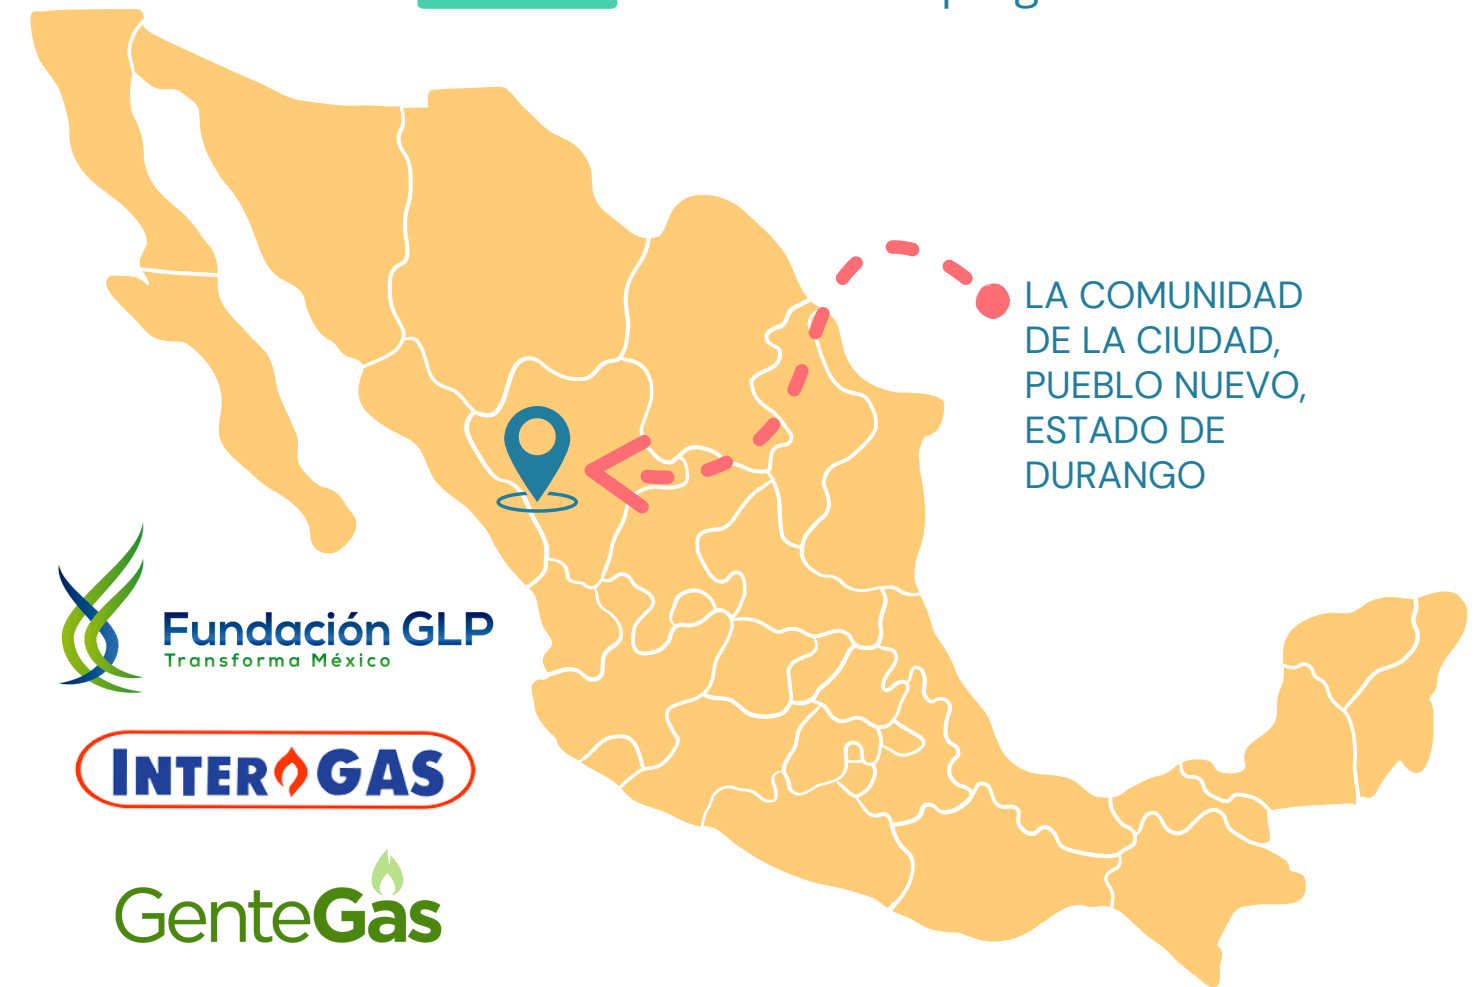 LA COMUNIDAD
DE LA CIUDAD,
PUEBLO NUEVO,
ESTADO DE
DURANGO
Fundación GLP
Transforma México
INTERGAS
GenteGas